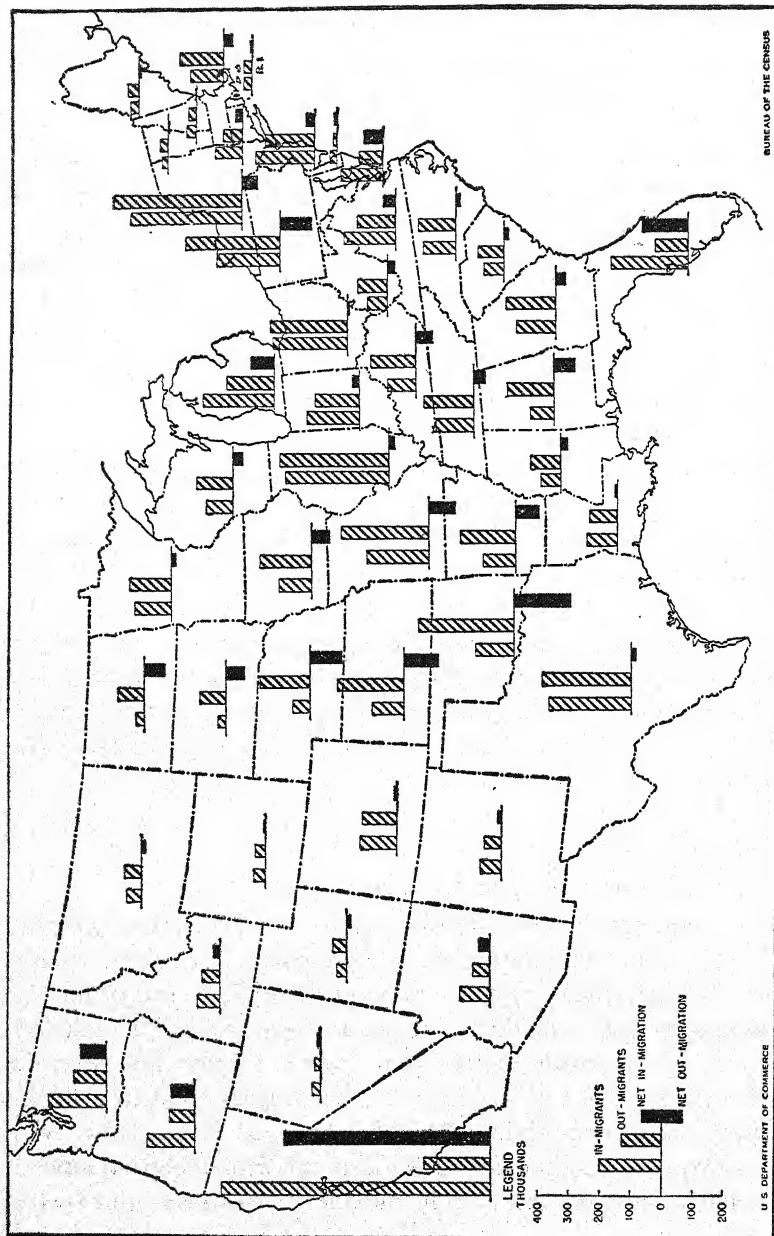 R.I.
LEGEND
THOUSANDS
IN-MIGRANTS
OUT-MIGRANTS
NET IN-MIGRATION
NET OUT-MIGRATION
400
300
200
100
0
100
200
U.S. DEPARTMENT OF COMMERCE
BUREAU OF THE CENSUS